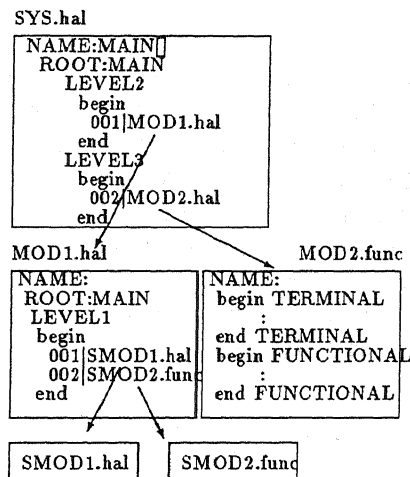 SYS.hal
NAME:MAIN
ROOT:MAIN
LEVEL2
begin
001|MOD1.hal
end
LEVEL3
begin
002|MOD2.hal
end
MOD1.hal
NAME:
ROOT:MAIN
LEVEL1
begin
001|SMOD1.hal
002|SMOD2.func
end
MOD2.func
NAME:
begin TERMINAL
:
end TERMINAL
begin FUNCTIONAL
:
end FUNCTIONAL
SMOD1.hal
SMOD2.func